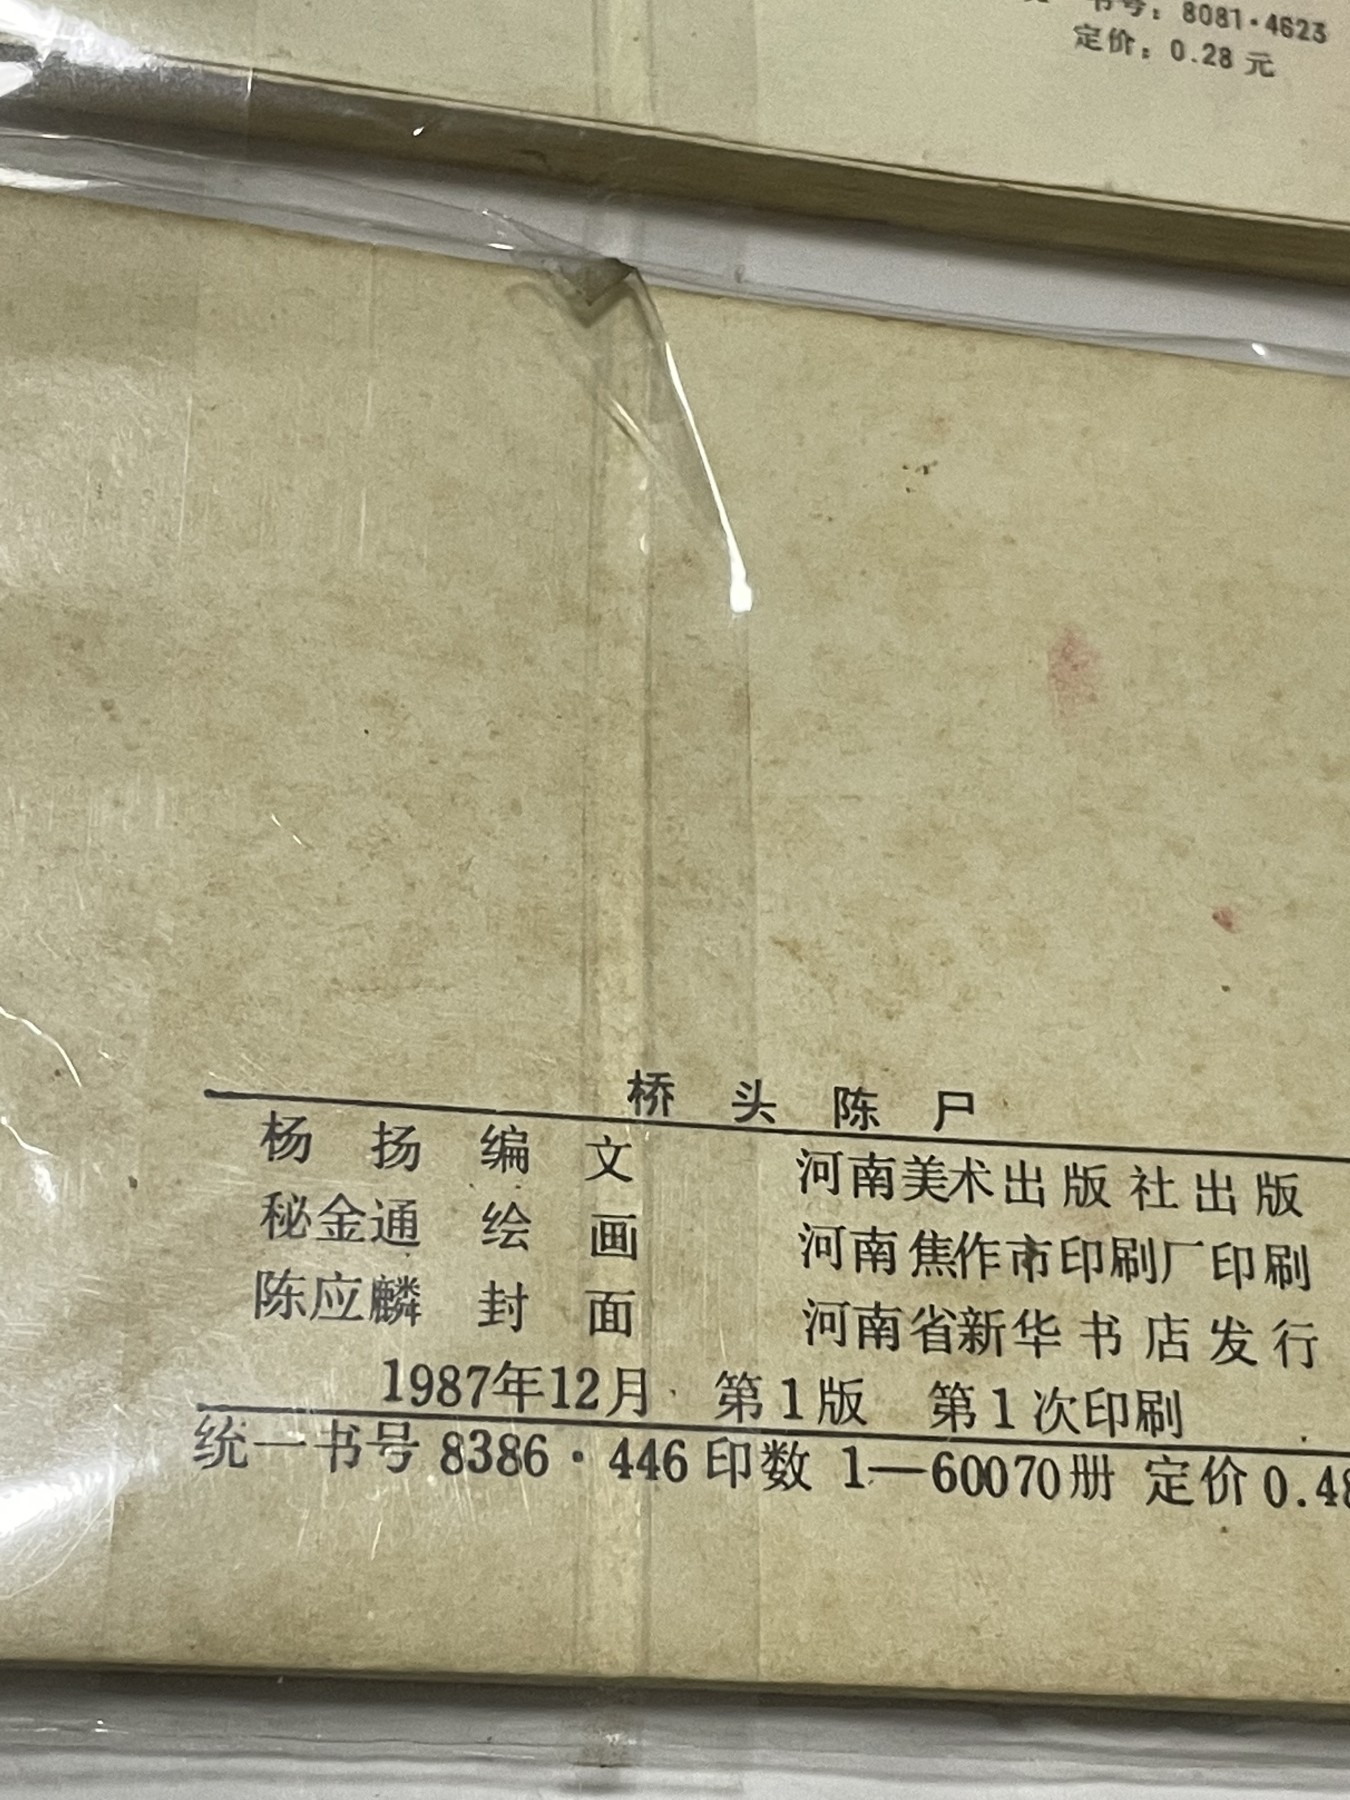 书号：8081·4623
定价：0.28 元
桥头陈尸
杨扬编文 河南美术出版社出版
秘金通 绘画 河南焦作市印刷厂印刷
陈应麟 封面 河南省新华书店发行
1987年12月 第1版 第1次印刷
统一书号 8386·446 印数 1—60070册 定价 0.48